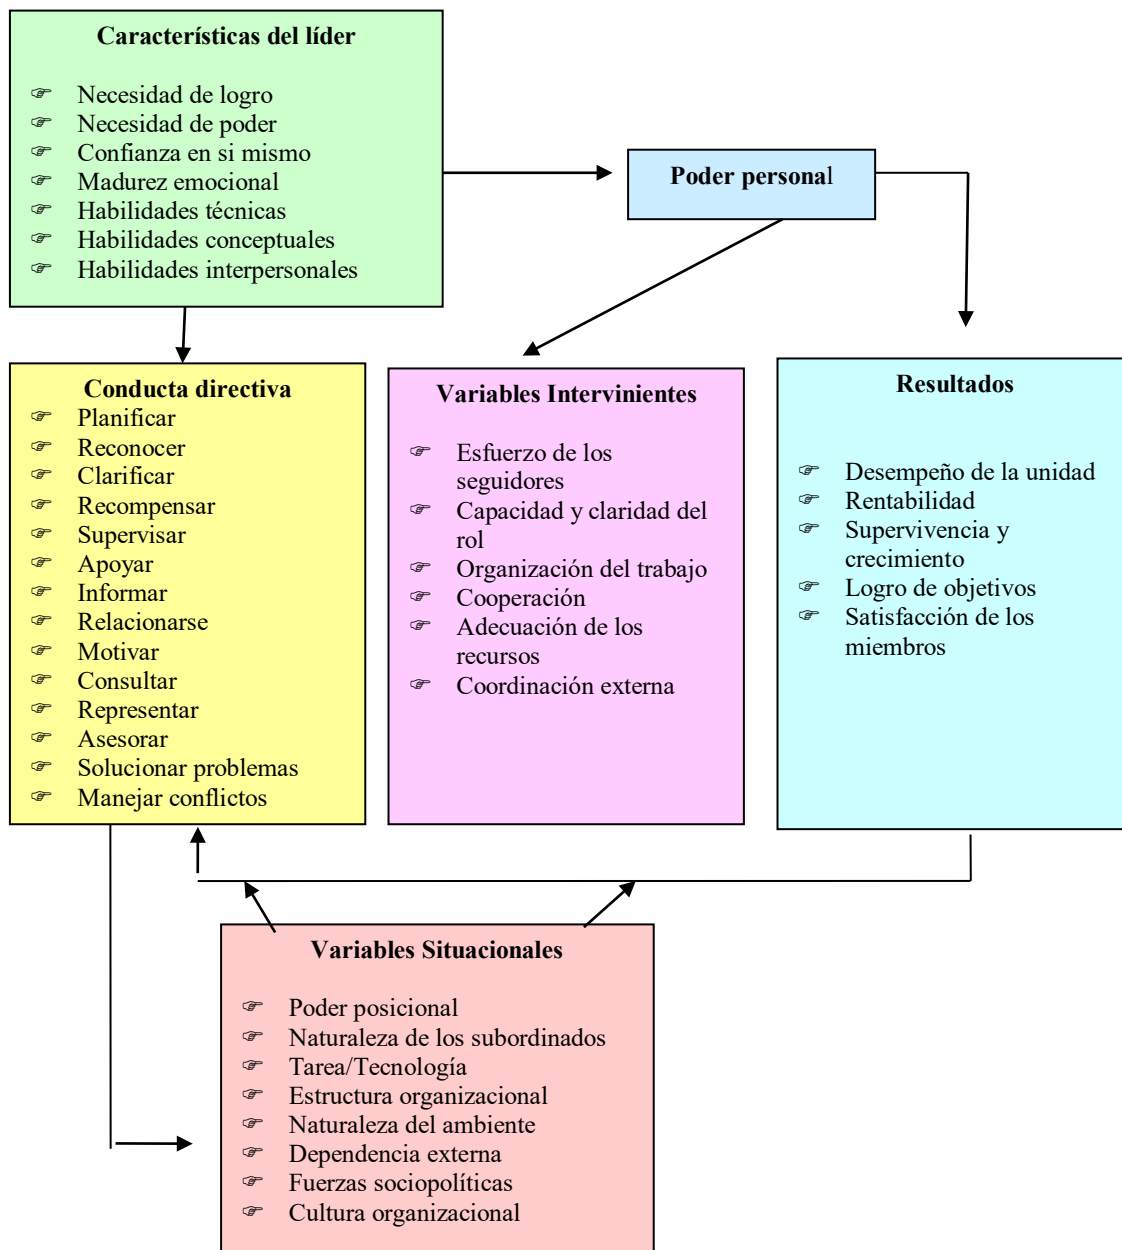 Características del líder
☞ Necesidad de logro
☞ Necesidad de poder
☞ Confianza en si mismo
☞ Madurez emocional
☞ Habilidades técnicas
☞ Habilidades conceptuales
☞ Habilidades interpersonales
Poder personal
Conducta directiva
☞ Planificar
☞ Reconocer
☞ Clarificar
☞ Recompensar
☞ Supervisar
☞ Apoyar
☞ Informar
☞ Relacionarse
☞ Motivar
☞ Consultar
☞ Representar
☞ Asesorar
☞ Solucionar problemas
☞ Manejar conflictos
Variables Intervinientes
☞ Esfuerzo de los
seguidores
☞ Capacidad y claridad del
rol
☞ Organización del trabajo
☞ Cooperación
☞ Adecuación de los
recursos
☞ Coordinación externa
Resultados
☞ Desempeño de la unidad
☞ Rentabilidad
☞ Supervivencia y
crecimiento
☞ Logro de objetivos
☞ Satisfacción de los
miembros
Variables Situacionales
☞ Poder posicional
☞ Naturaleza de los subordinados
☞ Tarea/Tecnología
☞ Estructura organizacional
☞ Naturaleza del ambiente
☞ Dependencia externa
☞ Fuerzas sociopolíticas
☞ Cultura organizacional